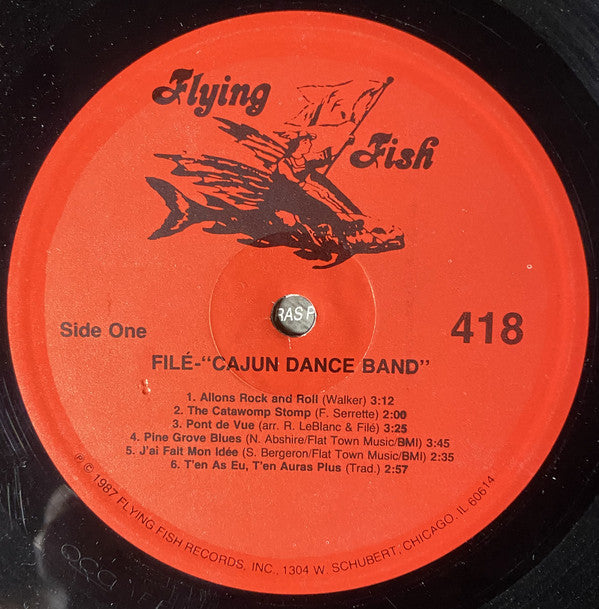 Flying
Fish
RAS P
Side One
418
FILÉ-“CAJUN DANCE BAND”
1. Allons Rock and Roll (Walker) 3:12
2. The Catawomp Stomp (F. Serrette) 2:00
3. Pont de Vue (arr. R. LeBlanc & Filé) 3:25
4. Pine Grove Blues (N. Abshire/Flat Town Music/BMI) 3:45
5. J'ai Fait Mon Idée (S. Bergeron/Flat Town Music/BMI) 2:35
6. T'en As Eu, T'en Auras Plus (Trad.) 2:57
℗ © 1987 FLYING FISH RECORDS, INC., 1304 W. SCHUBERT, CHICAGO, IL 60614